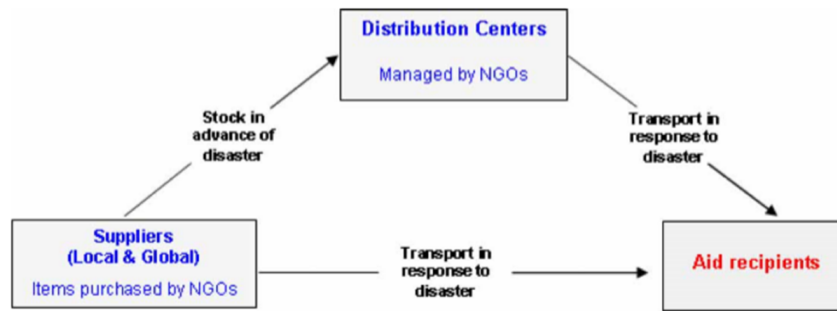 Distribution Centers
Managed by NGOs
Stock in
advance of
disaster
Transport in
response to
disaster
Suppliers
(Local & Global)
Items purchased by NGOs
Transport in
response to
disaster
Aid recipients